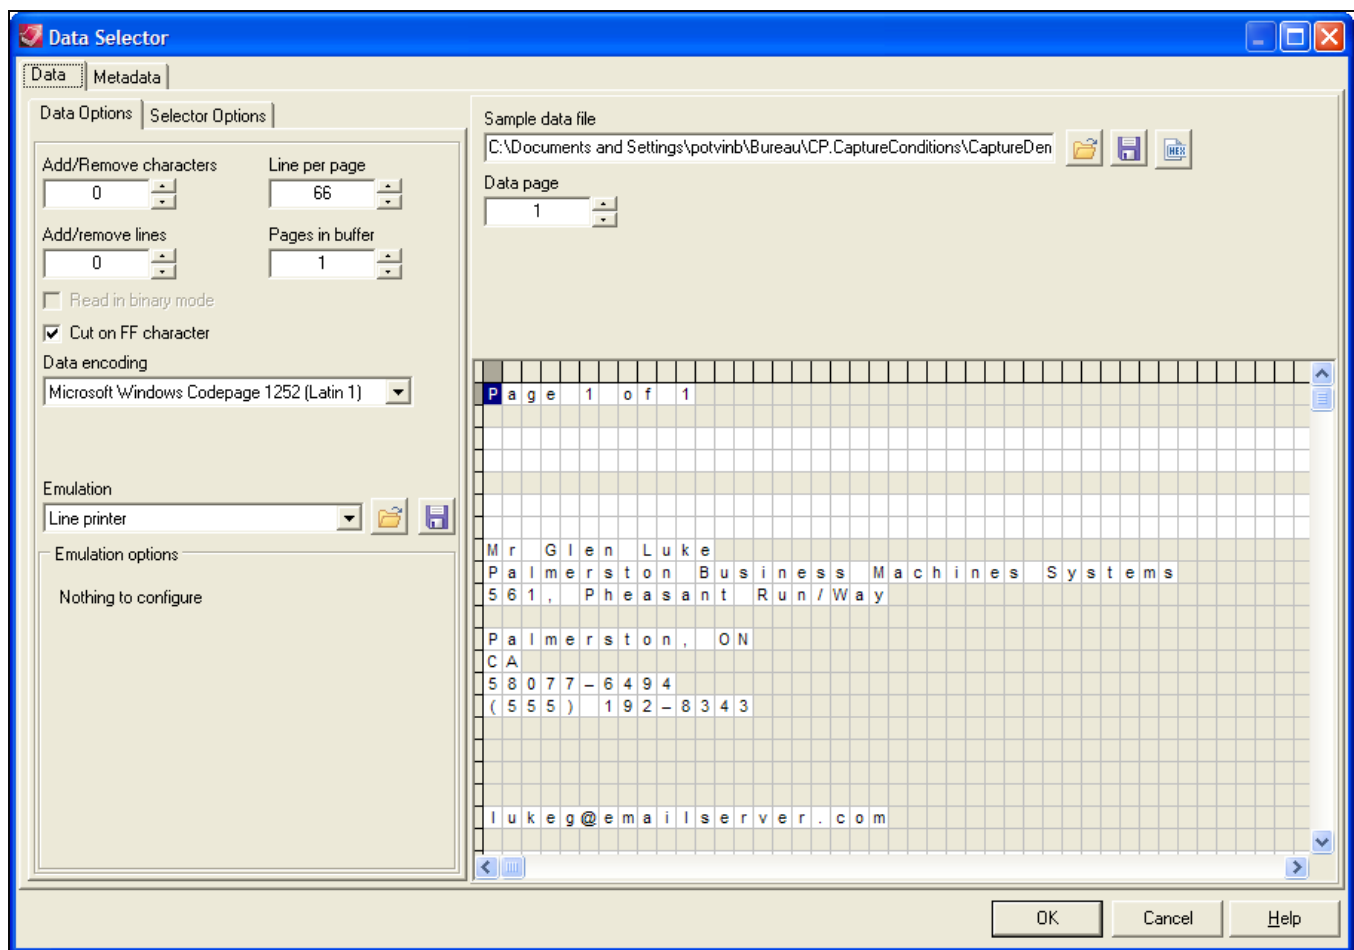 Data Selector
Data
Metadata
Data Options
Selector Options
Add/Remove characters
Line per page
0
66
Add/remove lines
Pages in buffer
0
1
Read in binary mode
Cut on FF character
Data encoding
Microsoft Windows Codepage 1252 (Latin 1)
Emulation
Line printer
Emulation options
Nothing to configure
Sample data file
C:\Documents and Settings\potvinb\Bureau\CP.CaptureConditions\CaptureDen
HEX
Data page
1
Page 1 of 1
Mr Glen Luke
Palmerston Business Machines Systems
561, Pheasant Run/Way
Palmerston, ON
CA
58077-6494
(555) 192-8343
lukeg@emailserver.com
OK
Cancel
Help